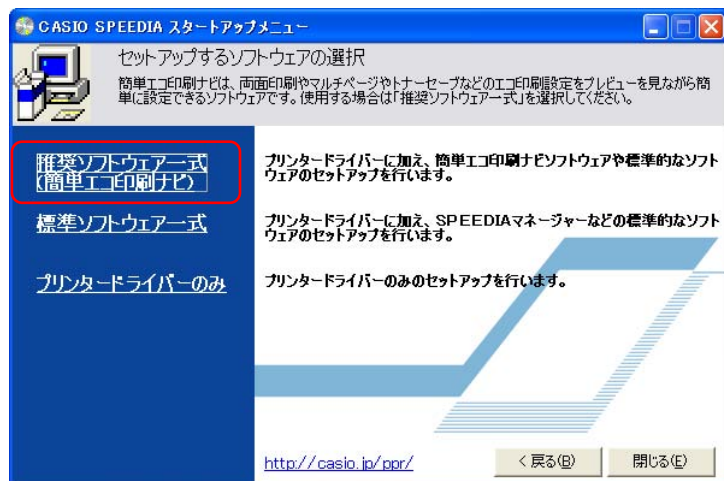 CASIO SPEEDIA スタートアップメニュー
セットアップするソフトウェアの選択
簡単エコ印刷ナビは、両面印刷やマルチページやトナーセーブなどのエコ印刷設定をプレビューを見ながら簡
単に設定できるソフトウェアです。使用する場合は「推奨ソフトウェア一式」を選択してください。
推奨ソフトウェア一式
(簡単エコ印刷ナビ)
プリンタードライバーに加え、簡単エコ印刷ナビソフトウェアや標準的なソフト
ウェアのセットアップを行います。
標準ソフトウェア一式
プリンタードライバーに加え、SPEEDIAマネージャーなどの標準的なソフト
ウェアのセットアップを行います。
プリンタードライバーのみ
プリンタードライバーのみのセットアップを行います。
http://casio.jp/ppr/
< 戻る(B)
閉じる(E)